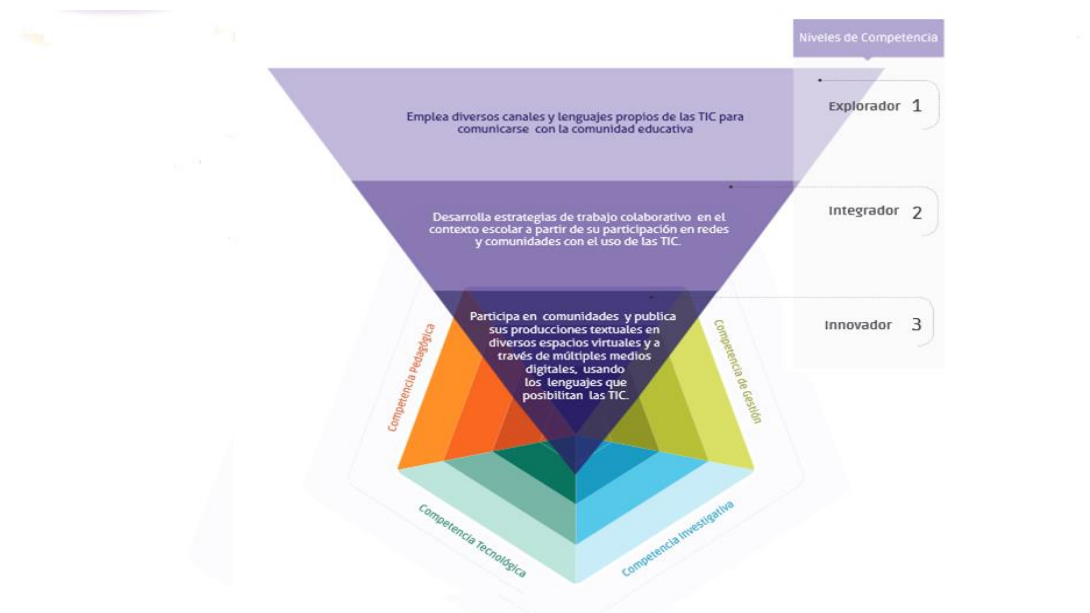 Niveles de Competencia
Emplea diversos canales y lenguajes propios de las TIC para
comunicarse con la comunidad educativa
Explorador 1
Desarrolla estrategias de trabajo colaborativo en el
contexto escolar a partir de su participación en redes
y comunidades con el uso de las TIC.
Integrador 2
Participa en comunidades y publica
sus producciones textuales en
diversos espacios virtuales y a
través de múltiples medios
digitales, usando
los lenguajes que
posibilitan las TIC.
Innovador 3
Competencia Pedagógica
Competencia de Gestión
Competencia Tecnológica
Competencia Investigativa